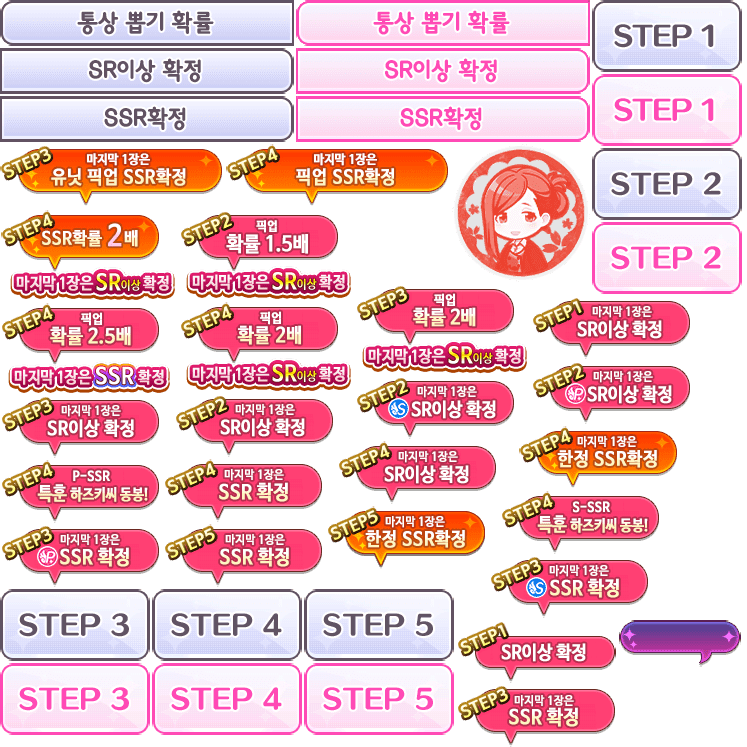 통상 뽑기 확률
통상 뽑기 확률
STEP 1
SR이상 확정
SR이상 확정
SSR확정
SSR확정
STEP 1
STEP3
마지막 1장은
유닛 픽업 SSR확정
STEP4
마지막 1장은
픽업 SSR확정
STEP 2
STEP4
SSR확률 2배
STEP2
픽업
확률 1.5배
STEP 2
마지막 1장은 SR이상 확정
마지막 1장은 SR이상 확정
STEP4
픽업
확률 2.5배
STEP4
픽업
확률 2배
STEP3
픽업
확률 2배
STEP1
마지막 1장은
SR이상 확정
마지막 1장은 SSR 확정
마지막 1장은 SR이상 확정
마지막 1장은 SR이상 확정
STEP3
마지막 1장은
SR이상 확정
STEP2
마지막 1장은
SR이상 확정
STEP2
마지막 1장은
S SR이상 확정
STEP2
마지막 1장은
P SR이상 확정
STEP4
P-SSR
특훈 하즈키씨 동봉!
STEP4
마지막 1장은
SSR 확정
STEP4
마지막 1장은
SR이상 확정
STEP4
마지막 1장은
한정 SSR확정
STEP3
마지막 1장은
P SSR 확정
STEP5
마지막 1장은
SSR 확정
STEP5
마지막 1장은
한정 SSR확정
STEP4
S-SSR
특훈 하즈키씨 동봉!
STEP3
마지막 1장은
S SSR 확정
STEP 3
STEP 4
STEP 5
STEP1
SR이상 확정
STEP 3
STEP 4
STEP 5
STEP3
마지막 1장은
SSR 확정